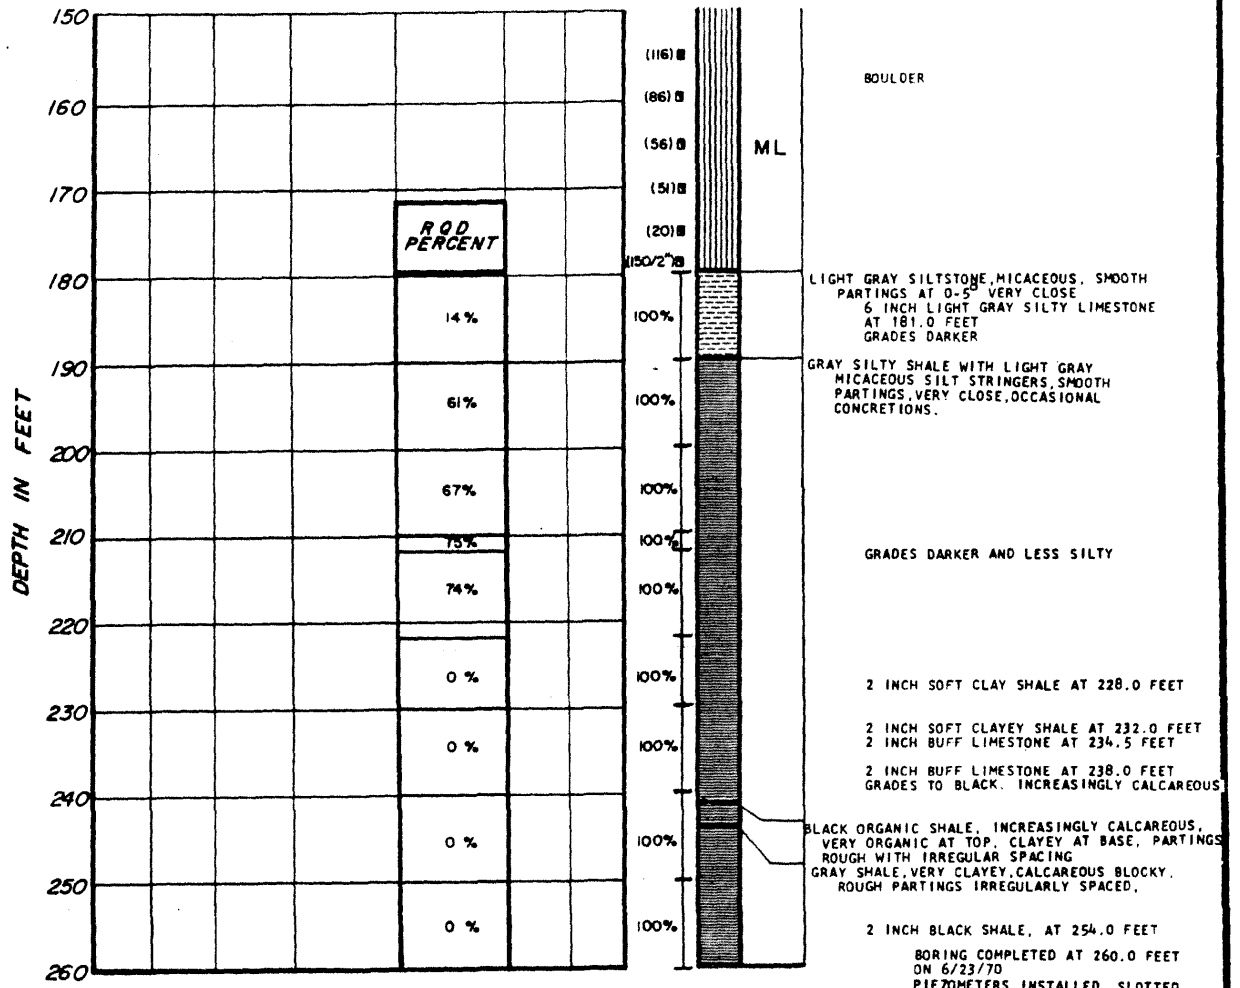 150
(116)
BOULDER
(86)
160
(56)
ML
(51)
170
RQD
PERCENT
(20)
(150/2")
180
LIGHT GRAY SILTSTONE, MICACEOUS, SMOOTH
PARTINGS AT 0-5° VERY CLOSE
6 INCH LIGHT GRAY SILTY LIMESTONE
AT 181.0 FEET
GRADES DARKER
14%
100%
190
GRAY SILTY SHALE WITH LIGHT GRAY
MICACEOUS SILT STRINGERS, SMOOTH
PARTINGS, VERY CLOSE, OCCASIONAL
CONCRETIONS.
61%
100%
DEPTH IN FEET
200
67%
100%
210
75%
100%
GRADES DARKER AND LESS SILTY
74%
100%
220
0 %
100%
2 INCH SOFT CLAY SHALE AT 228.0 FEET
230
2 INCH SOFT CLAYEY SHALE AT 232.0 FEET
2 INCH BUFF LIMESTONE AT 234.5 FEET
0 %
100%
2 INCH BUFF LIMESTONE AT 238.0 FEET
GRADES TO BLACK. INCREASINGLY CALCAREOUS
240
BLACK ORGANIC SHALE, INCREASINGLY CALCAREOUS,
VERY ORGANIC AT TOP, CLAYEY AT BASE, PARTINGS
ROUGH WITH IRREGULAR SPACING
0 %
100%
GRAY SHALE, VERY CLAYEY, CALCAREOUS BLOCKY,
ROUGH PARTINGS IRREGULARLY SPACED,
250
0 %
100%
2 INCH BLACK SHALE, AT 254.0 FEET
260
BORING COMPLETED AT 260.0 FEET
ON 6/23/70
PIEZOMETERS INSTALLED, SLOTTED